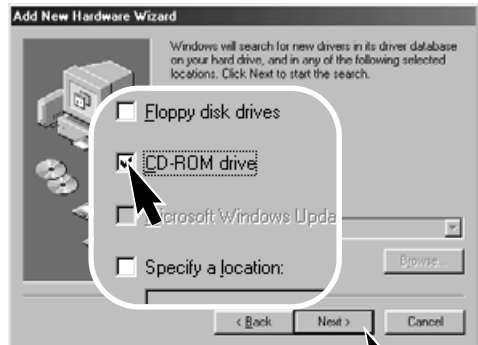 Add New Hardware Wizard
Windows will search for new drivers in its driver database
on your hard drive, and in any of the following selected
locations. Click Next to start the search.
Floppy disk drives
CD-ROM drive
Microsoft Windows Upda
Specify a location:
Browse...
< Back Next > Cancel